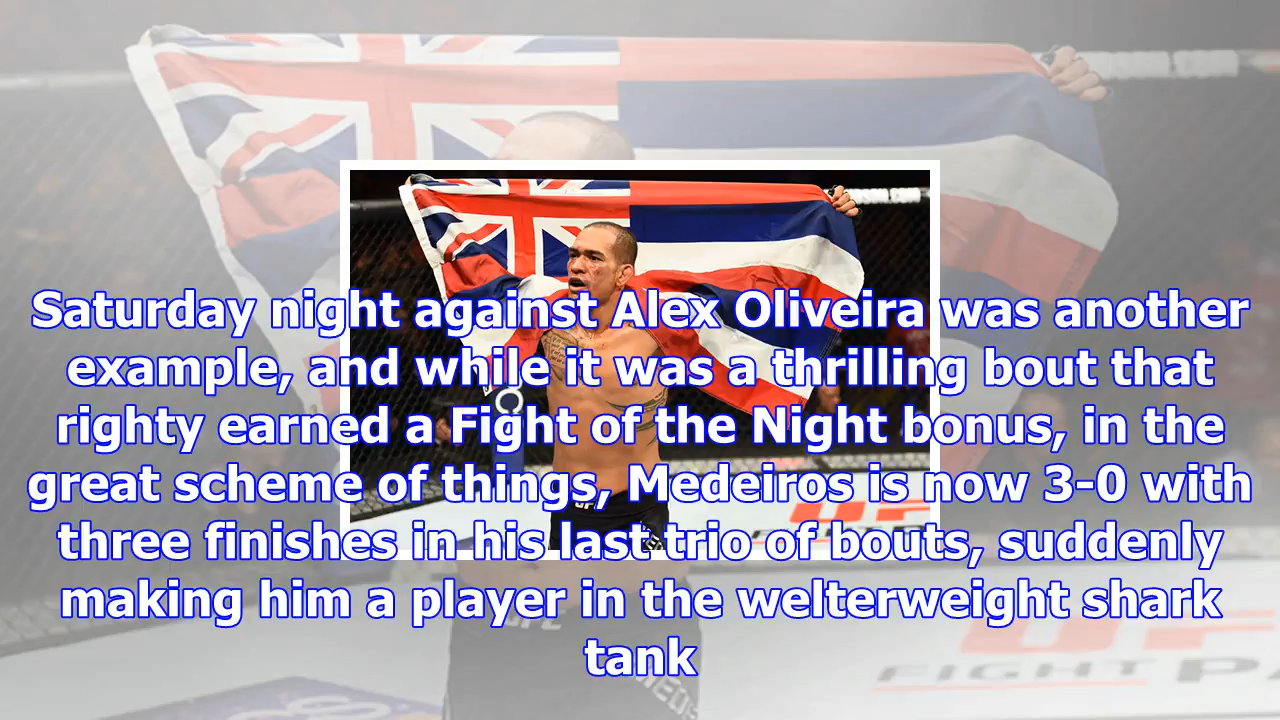 Saturday night against Alex Oliveira was another
example, and while it was a thrilling bout that
righty earned a Fight of the Night bonus, in the
great scheme of things, Medeiros is now 3-0 with
three finishes in his last trio of bouts, suddenly
making him a player in the welterweight shark
tank